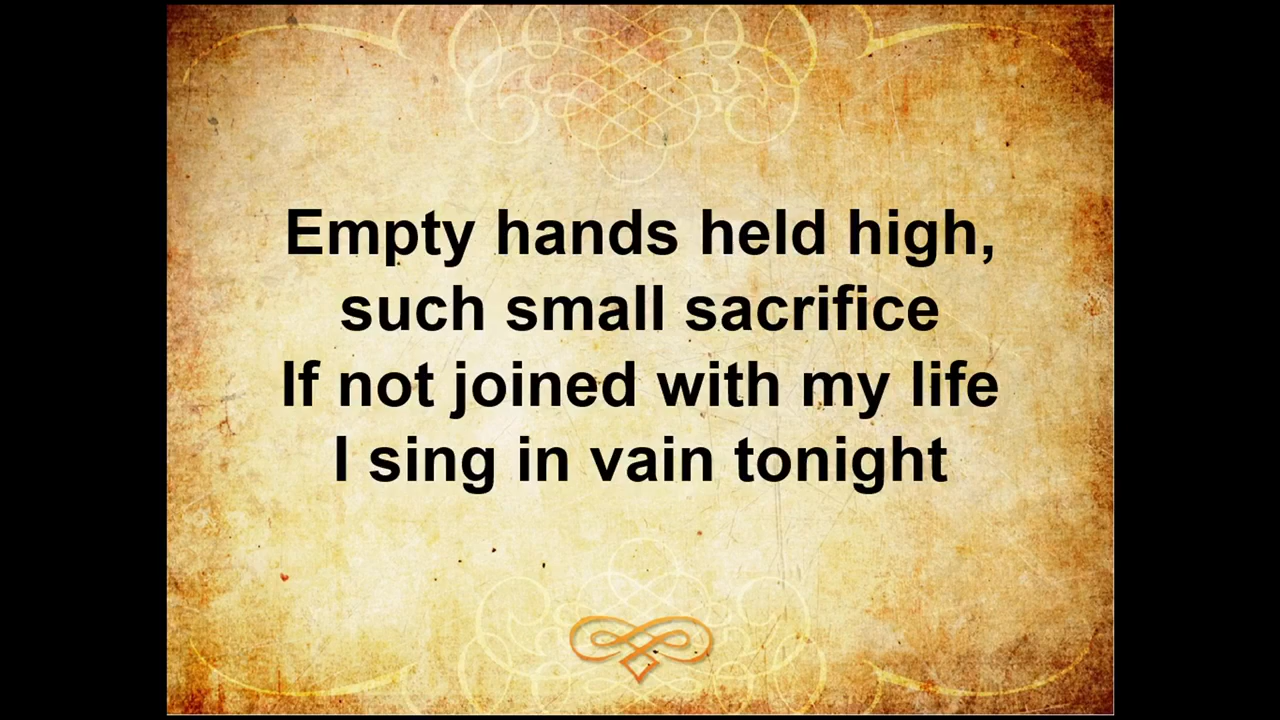 Empty hands held high,
such small sacrifice
If not joined with my life
I sing in vain tonight